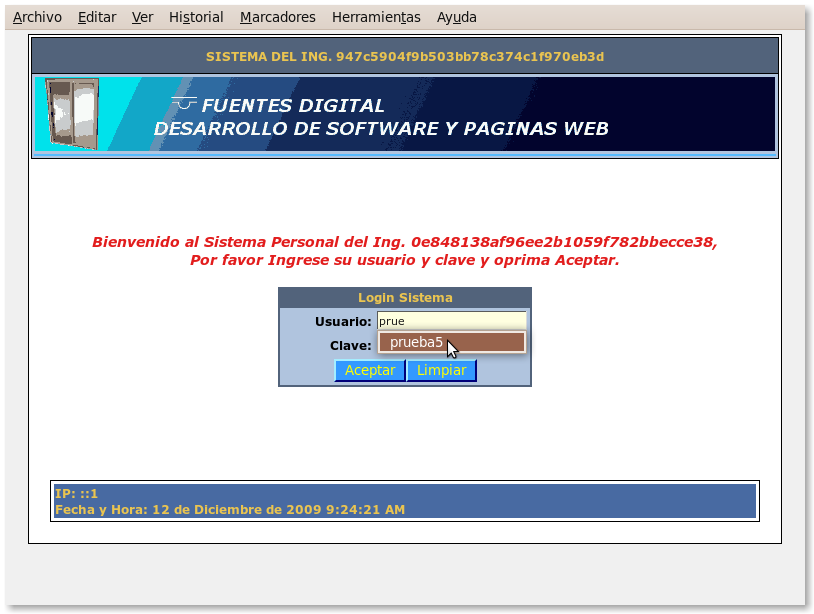 Archivo Editar Ver Historial Marcadores Herramientas Ayuda
SISTEMA DEL ING. 947c5904f9b503bb78c374c1f970eb3d
FUENTES DIGITAL
DESARROLLO DE SOFTWARE Y PAGINAS WEB
Bienvenido al Sistema Personal del Ing. 0e848138af96ee2b1059f782bbecce38,
Por favor Ingrese su usuario y clave y oprima Aceptar.
Login Sistema
Usuario: prue
prueba5
Clave:
Aceptar Limpiar
IP: ::1
Fecha y Hora: 12 de Diciembre de 2009 9:24:21 AM